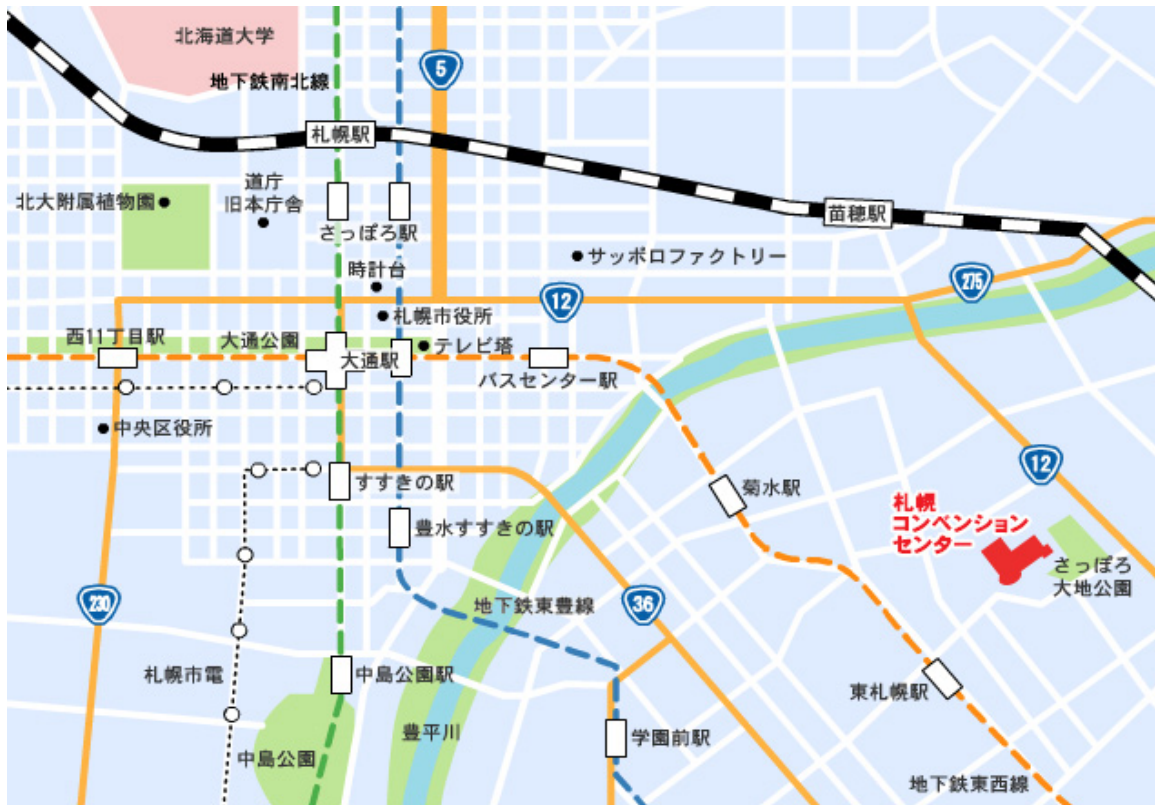 北海道大学
地下鉄南北線
5
札幌駅
道庁
旧本庁舎
北大附属植物園
さっぽろ駅
苗穂駅
サッポロファクトリー
時計台
275
12
札幌市役所
西11丁目駅
大通公園
大通駅
テレビ塔
バスセンター駅
中央区役所
12
すすきの駅
菊水駅
札幌
コンベンション
センター
豊水すすきの駅
さっぽろ
大地公園
230
地下鉄東豊線
36
札幌市電
中島公園駅
東札幌駅
豊平川
学園前駅
中島公園
地下鉄東西線